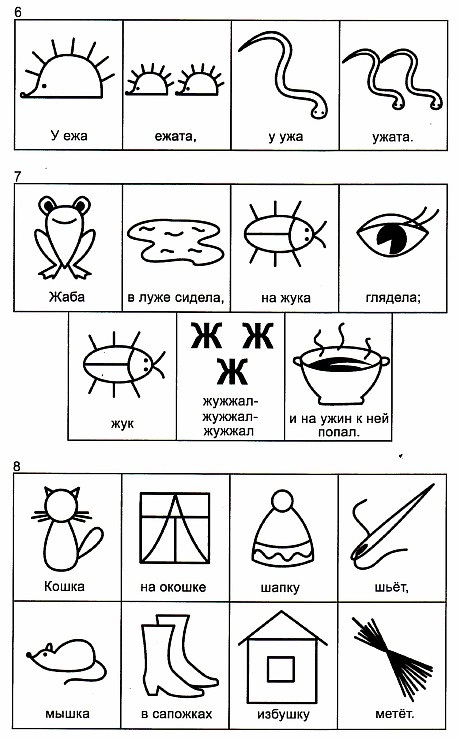 6
У ежа ежата, у ужа ужата.
7
Жаба в луже сидела, на жука глядела;
Ж Ж
Ж
жужжал-
жужжал-
жук жужжал и на ужин к ней
попал.
8
Кошка на окошке шапку шьёт,
мышка в сапожках избушку метёт.